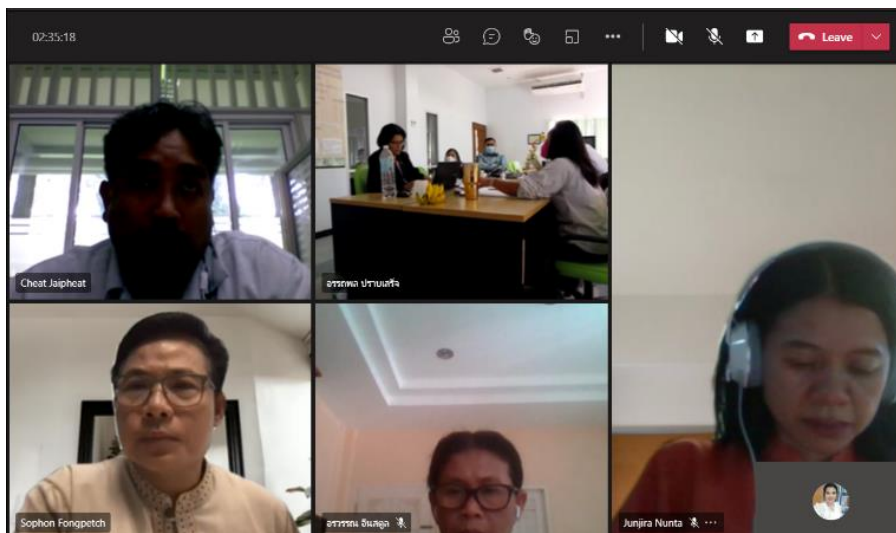 02:35:18
Leave
Cheat Jaipheat
อรรถพล ปราบเสร็จ
Sophon Fongpetch
อรวรรณ อินสตูล
Junjira Nunta